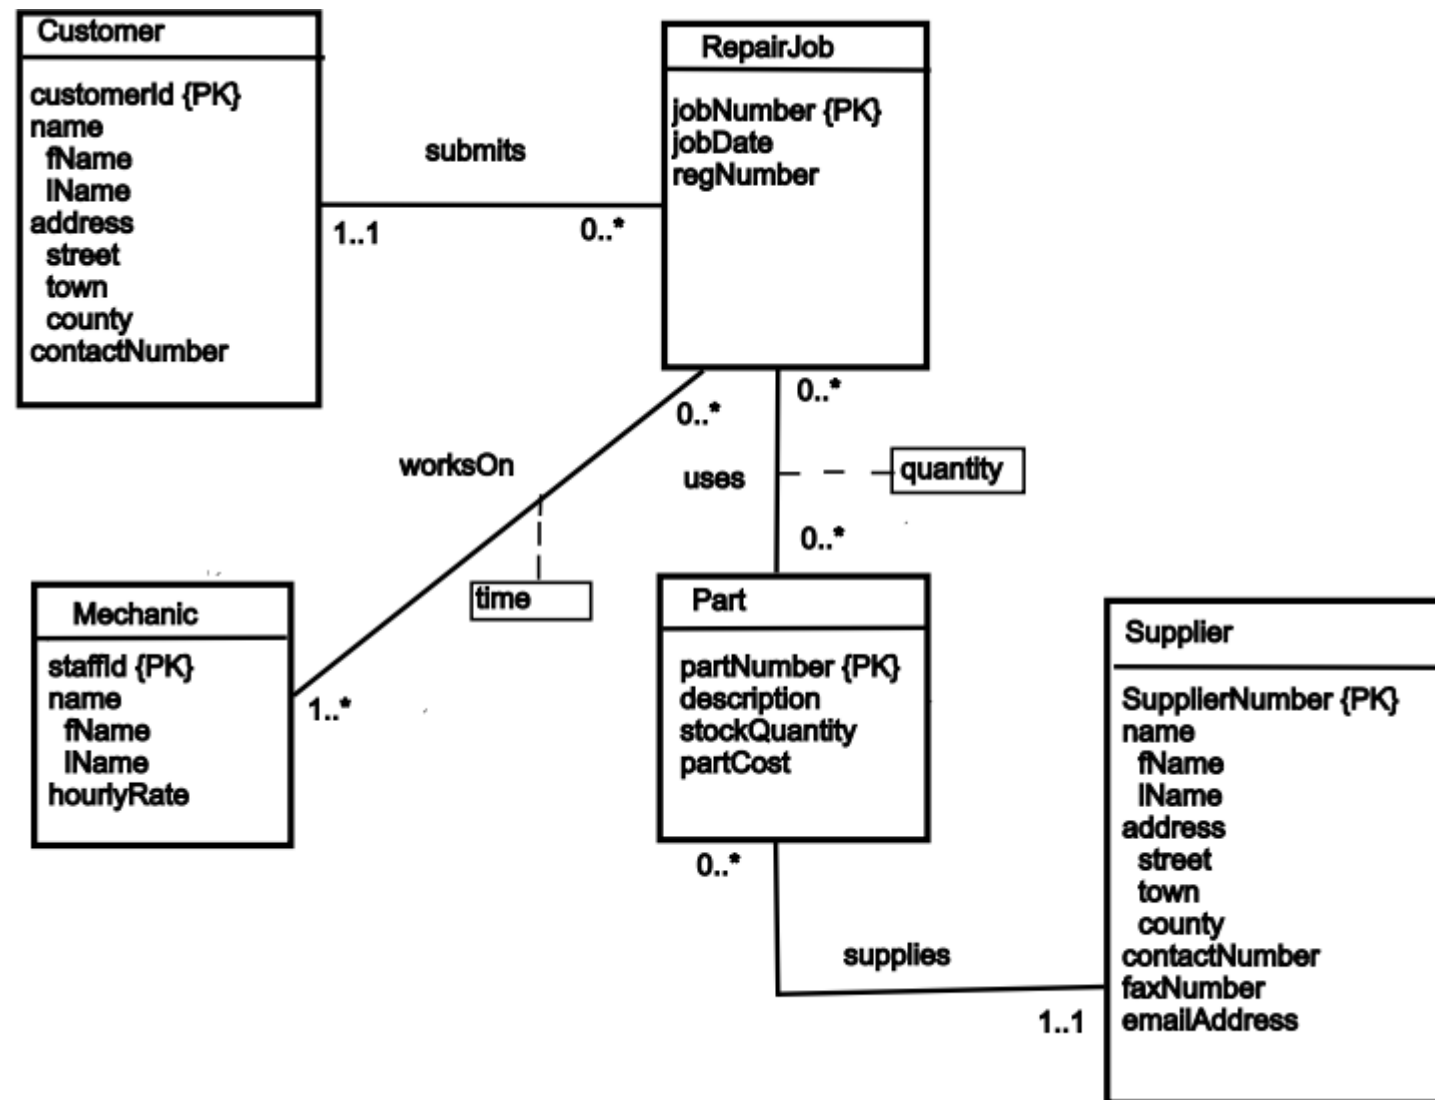 Customer
customerId {PK}
name
fName
lName
address
street
town
county
contactNumber
submits
1..1
0..*
RepairJob
jobNumber {PK}
jobDate
regNumber
0..*
0..*
worksOn
uses
quantity
time
0..*
1..*
Mechanic
staffId {PK}
name
fName
lName
hourlyRate
Part
partNumber {PK}
description
stockQuantity
partCost
0..*
supplies
1..1
Supplier
SupplierNumber {PK}
name
fName
lName
address
street
town
county
contactNumber
faxNumber
emailAddress